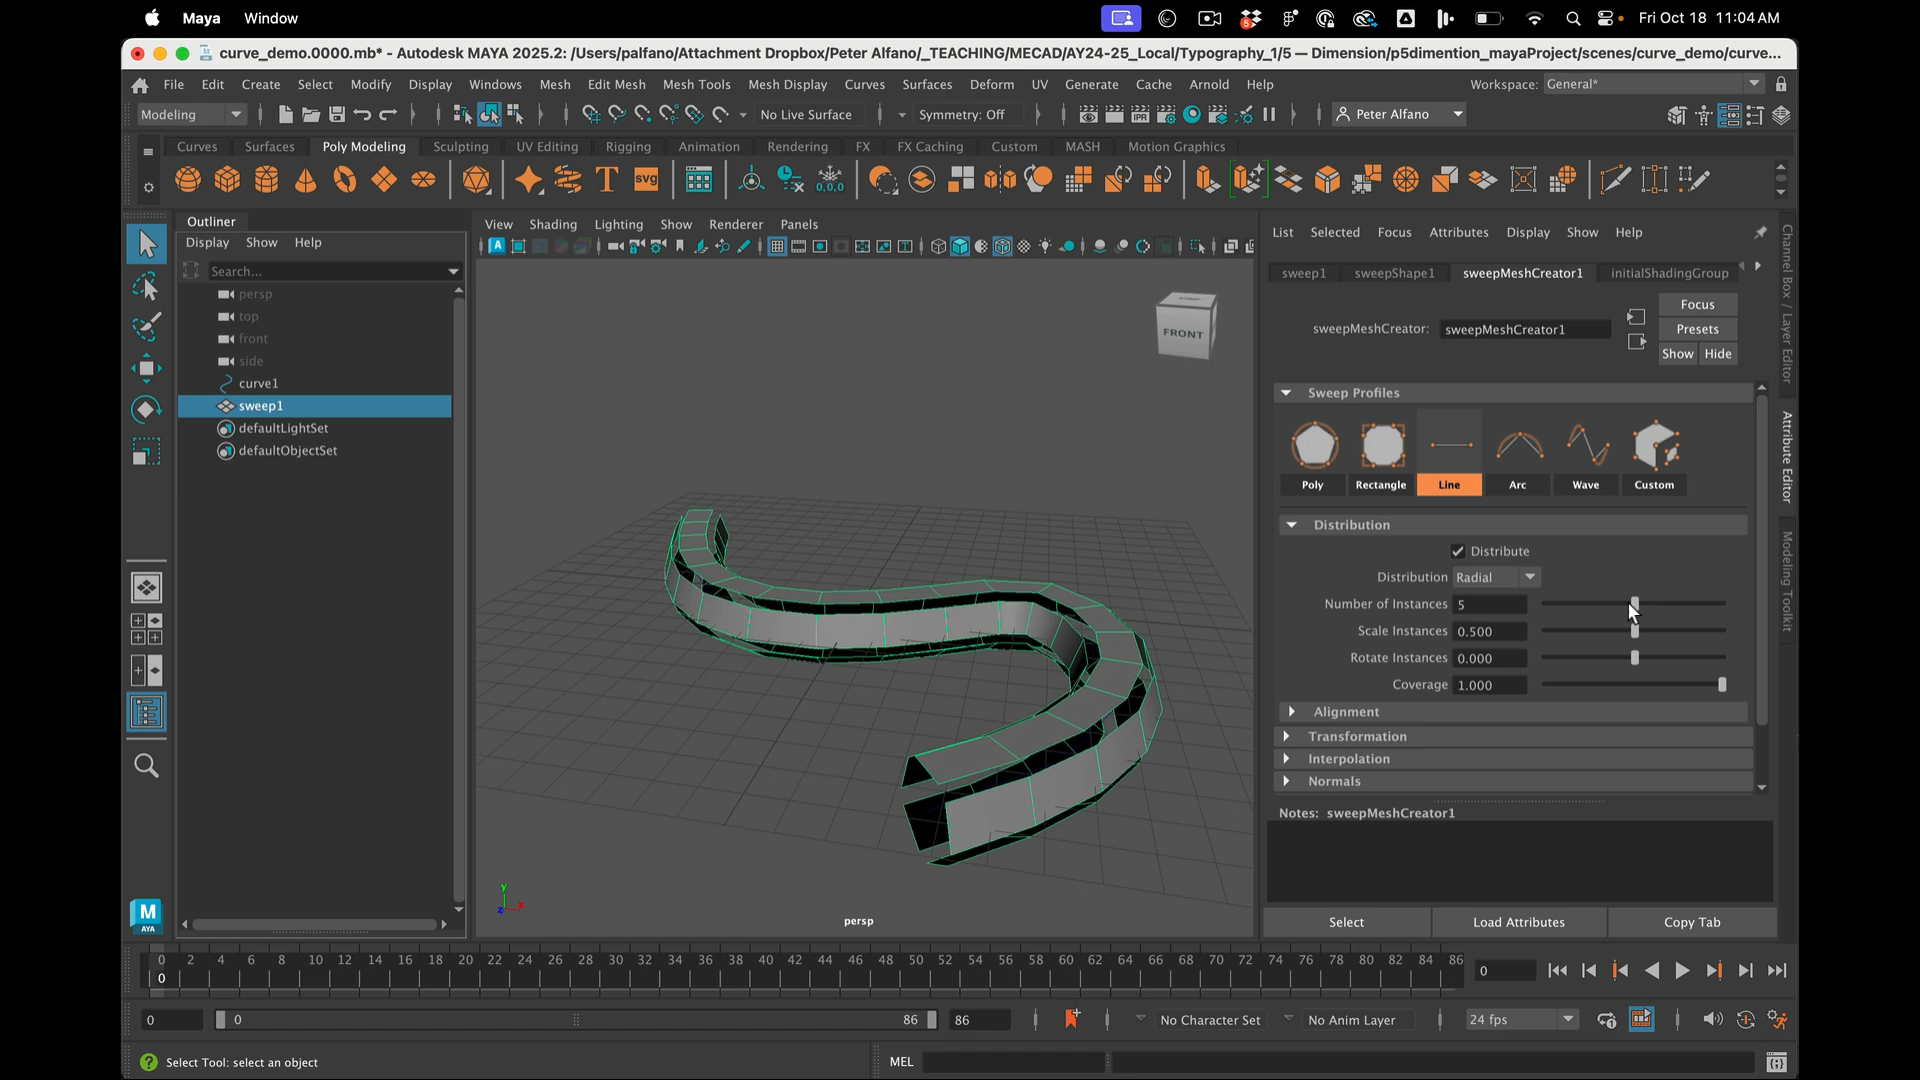 Maya Window Fri Oct 18 11:04 AM
curve_demo.0000.mb* - Autodesk MAYA 2025.2: /Users/palfano/Attachment Dropbox/Peter Alfano/_TEACHING/MECAD/AY24-25_Local/Typography_1/5 — Dimension/p5dimention_mayaProject/scenes/curve_demo/curve...
File Edit Create Select Modify Display Windows Mesh Edit Mesh Mesh Tools Mesh Display Curves Surfaces Deform UV Generate Cache Arnold Help Workspace: General*
Modeling No Live Surface Symmetry: Off IPR Peter Alfano
Curves Surfaces Poly Modeling Sculpting UV Editing Rigging Animation Rendering FX FX Caching Custom MASH Motion Graphics
T svg 0,0,0
Outliner
Display Show Help
Search...
persp
top
front
side
curve1
sweep1
defaultLightSet
defaultObjectSet
View Shading Lighting Show Renderer Panels
FRONT
y
z x
persp
List Selected Focus Attributes Display Show Help
sweep1 sweepShape1 sweepMeshCreator1 initialShadingGroup
Focus
sweepMeshCreator: sweepMeshCreator1 Presets
Show Hide
Sweep Profiles
Poly Rectangle Line Arc Wave Custom
Distribution
Distribute
Distribution Radial
Number of Instances 5
Scale Instances 0.500
Rotate Instances 0.000
Coverage 1.000
Alignment
Transformation
Interpolation
Normals
Notes: sweepMeshCreator1
Select Load Attributes Copy Tab
Channel Box / Layer Editor
Attribute Editor
Modeling Toolkit
M
AYA
0 2 4 6 8 10 12 14 16 18 20 22 24 26 28 30 32 34 36 38 40 42 44 46 48 50 52 54 56 58 60 62 64 66 68 70 72 74 76 78 80 82 84 86
0 0
0 0 86 86 No Character Set No Anim Layer 24 fps
Select Tool: select an object MEL